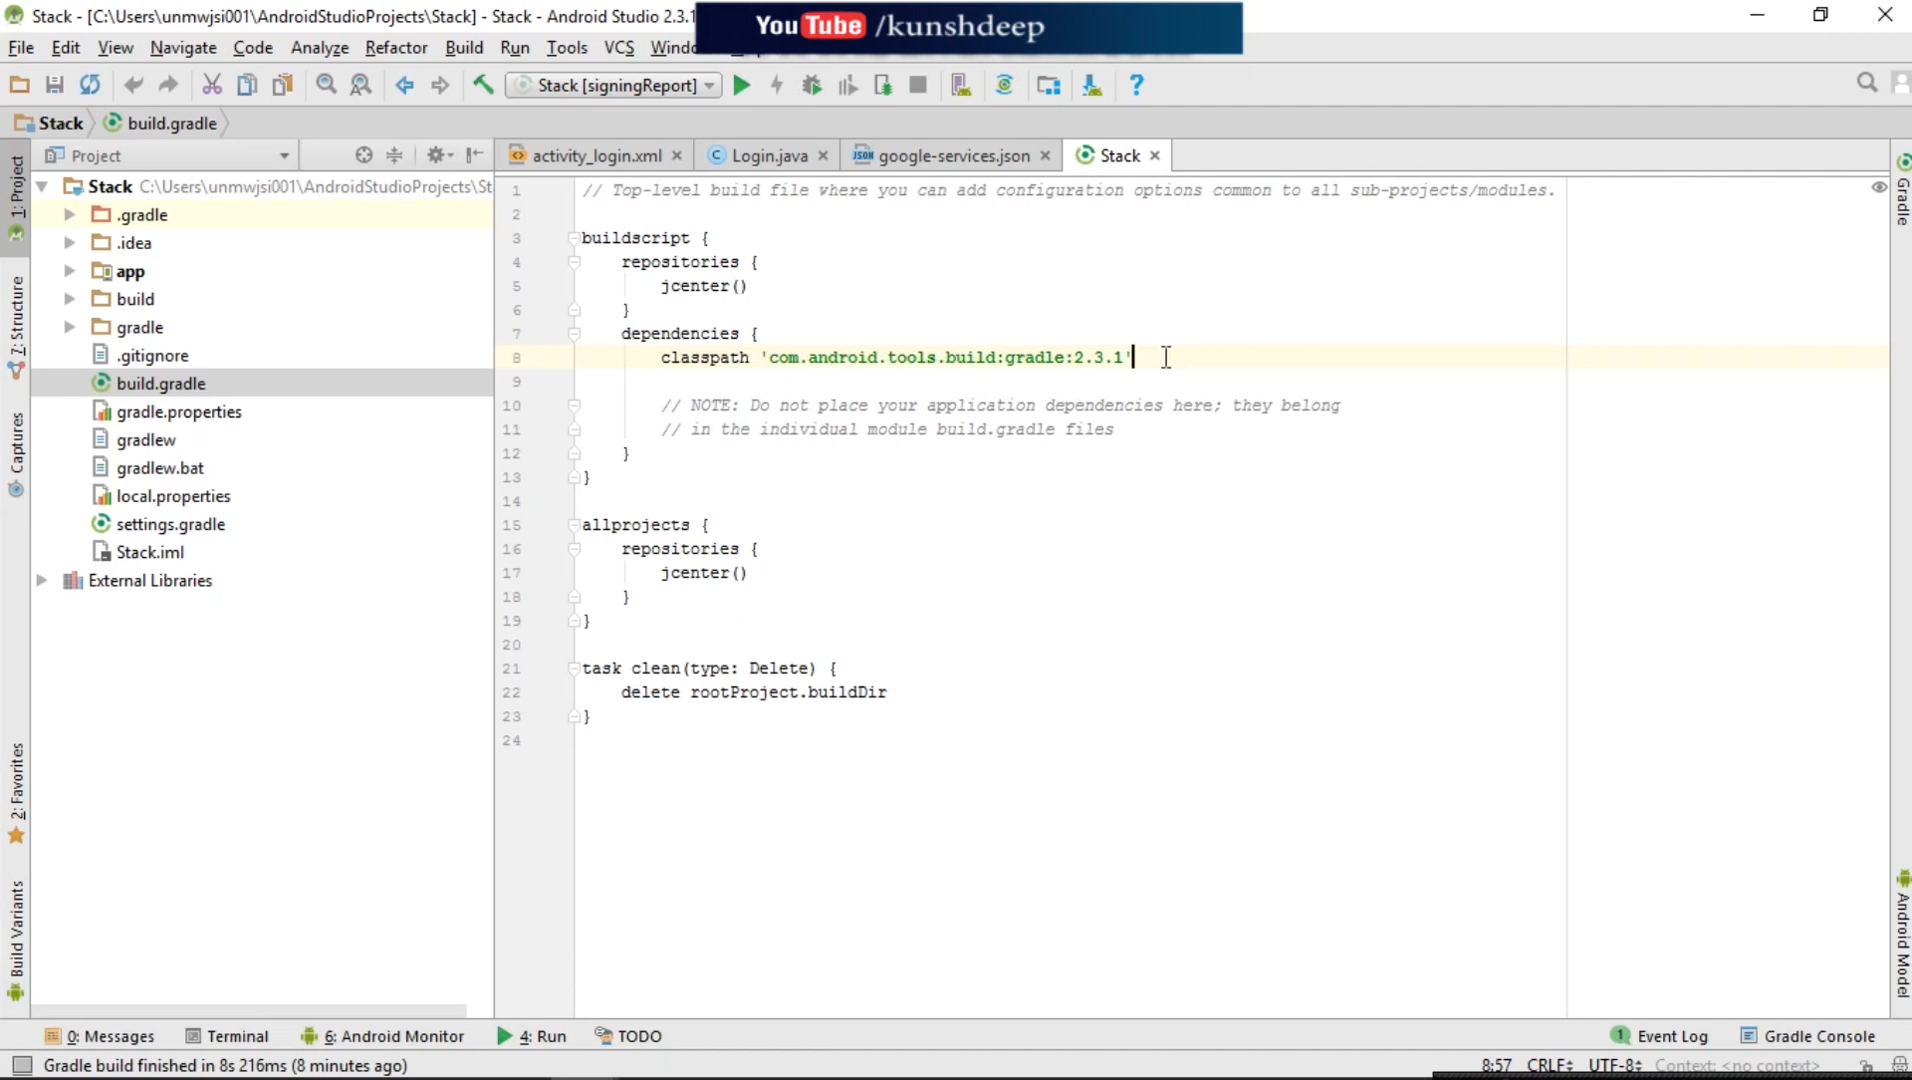 Stack - [C:\Users\unmwjsi001\AndroidStudioProjects\Stack] - Stack - Android Studio 2.3.1
YouTube /kunshdeep
File Edit View Navigate Code Analyze Refactor Build Run Tools VCS
Stack [signingReport]
Stack build.gradle
Project
activity_login.xml Login.java google-services.json Stack
1: Project
7: Structure
Captures
2: Favorites
Build Variants
Stack C:\Users\unmwjsi001\AndroidStudioProjects\St
.gradle
.idea
app
build
gradle
.gitignore
build.gradle
gradle.properties
gradlew
gradlew.bat
local.properties
settings.gradle
Stack.iml
External Libraries
1 // Top-level build file where you can add configuration options common to all sub-projects/modules.
2
3 buildscript {
4 repositories {
5 jcenter()
6 }
7 dependencies {
8 classpath 'com.android.tools.build:gradle:2.3.1'
9
10 // NOTE: Do not place your application dependencies here; they belong
11 // in the individual module build.gradle files
12 }
13 }
14
15 allprojects {
16 repositories {
17 jcenter()
18 }
19 }
20
21 task clean(type: Delete) {
22 delete rootProject.buildDir
23 }
24
Gradle
Android Model
0: Messages Terminal 6: Android Monitor 4: Run TODO 1 Event Log Gradle Console
Gradle build finished in 8s 216ms (8 minutes ago) 8:57 CRLF UTF-8 Context: <no context>